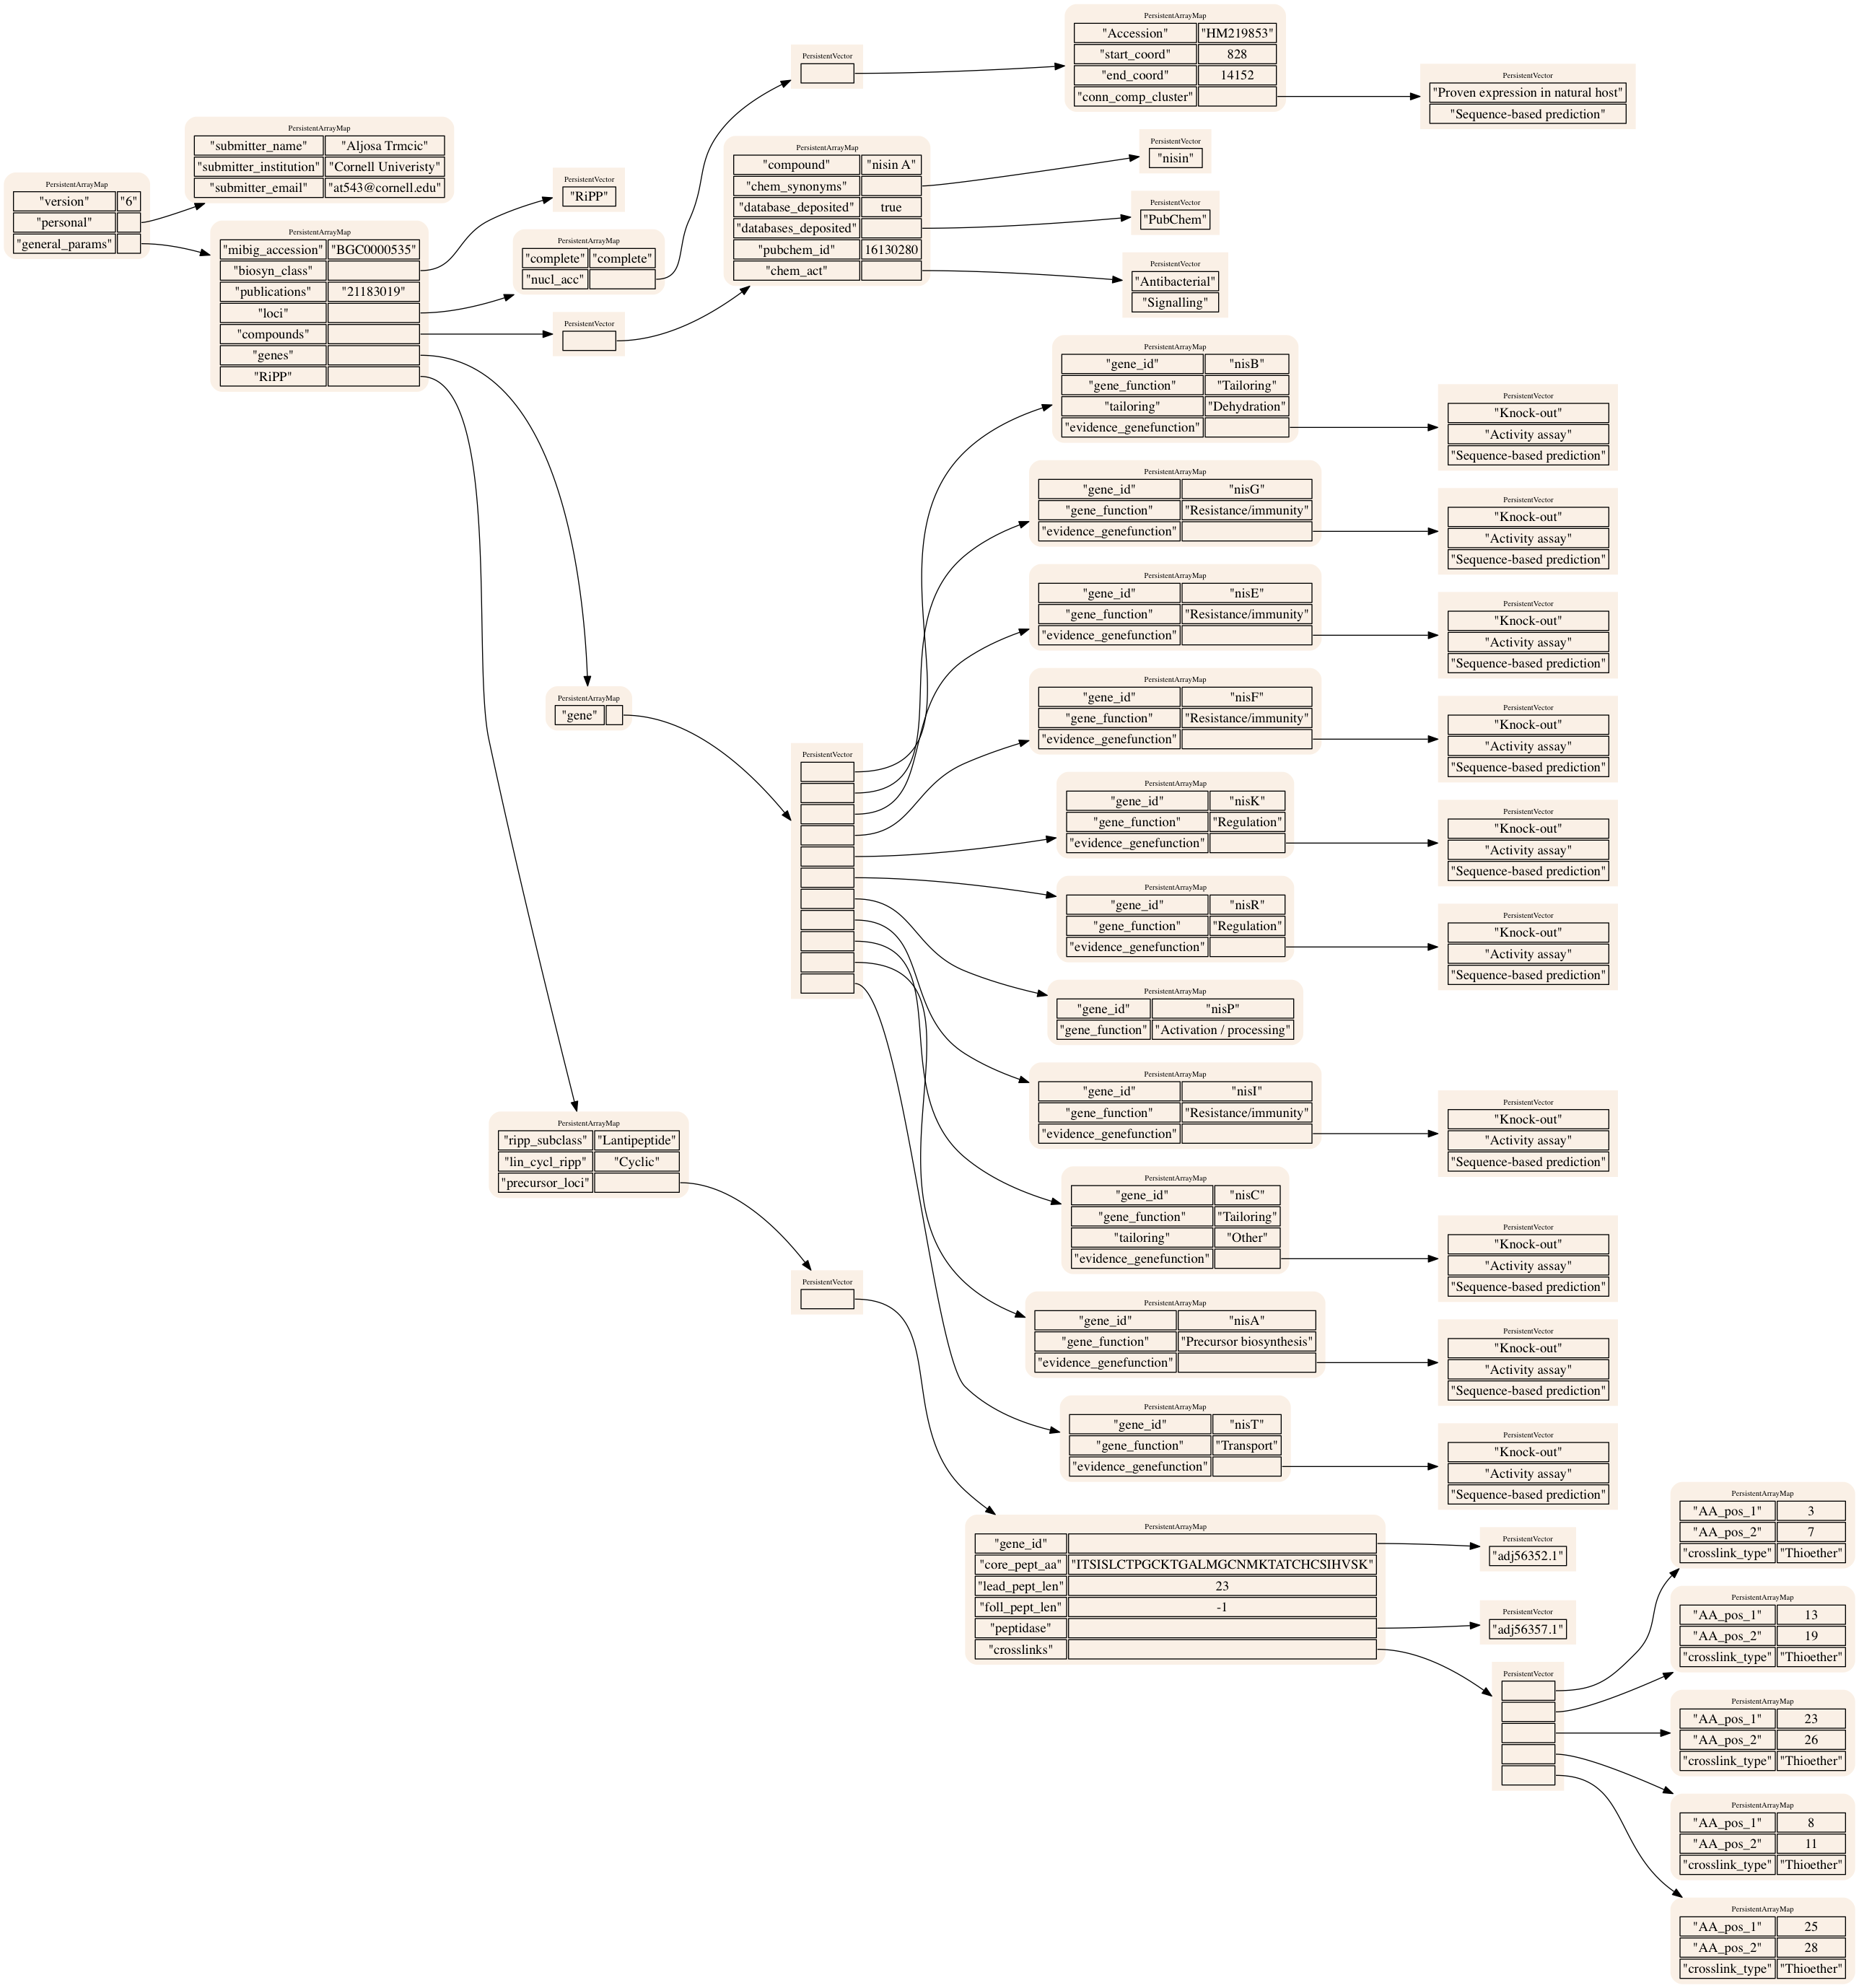 PersistentArrayMap
"version" "6"
"personal"
"general_params"
PersistentArrayMap
"submitter_name" "Aljosa Trmcic"
"submitter_institution" "Cornell Univeristy"
"submitter_email" "at543@cornell.edu"
PersistentArrayMap
"mibig_accession" "BGC0000535"
"biosyn_class"
"publications" "21183019"
"loci"
"compounds"
"genes"
"RiPP"
PersistentVector
"RiPP"
PersistentArrayMap
"complete" "complete"
"nucl_acc"
PersistentVector
PersistentArrayMap
"Accession" "HM219853"
"start_coord" 828
"end_coord" 14152
"conn_comp_cluster"
PersistentVector
"Proven expression in natural host"
"Sequence-based prediction"
PersistentVector
PersistentArrayMap
"compound" "nisin A"
"chem_synonyms"
"database_deposited" true
"databases_deposited"
"pubchem_id" 16130280
"chem_act"
PersistentVector
"nisin"
PersistentVector
"PubChem"
PersistentVector
"Antibacterial"
"Signalling"
PersistentArrayMap
"gene"
PersistentVector
PersistentArrayMap
"gene_id" "nisB"
"gene_function" "Tailoring"
"tailoring" "Dehydration"
"evidence_genefunction"
PersistentVector
"Knock-out"
"Activity assay"
"Sequence-based prediction"
PersistentArrayMap
"gene_id" "nisG"
"gene_function" "Resistance/immunity"
"evidence_genefunction"
PersistentVector
"Knock-out"
"Activity assay"
"Sequence-based prediction"
PersistentArrayMap
"gene_id" "nisE"
"gene_function" "Resistance/immunity"
"evidence_genefunction"
PersistentVector
"Knock-out"
"Activity assay"
"Sequence-based prediction"
PersistentArrayMap
"gene_id" "nisF"
"gene_function" "Resistance/immunity"
"evidence_genefunction"
PersistentVector
"Knock-out"
"Activity assay"
"Sequence-based prediction"
PersistentArrayMap
"gene_id" "nisK"
"gene_function" "Regulation"
"evidence_genefunction"
PersistentVector
"Knock-out"
"Activity assay"
"Sequence-based prediction"
PersistentArrayMap
"gene_id" "nisR"
"gene_function" "Regulation"
"evidence_genefunction"
PersistentVector
"Knock-out"
"Activity assay"
"Sequence-based prediction"
PersistentArrayMap
"gene_id" "nisP"
"gene_function" "Activation / processing"
PersistentArrayMap
"gene_id" "nisI"
"gene_function" "Resistance/immunity"
"evidence_genefunction"
PersistentVector
"Knock-out"
"Activity assay"
"Sequence-based prediction"
PersistentArrayMap
"gene_id" "nisC"
"gene_function" "Tailoring"
"tailoring" "Other"
"evidence_genefunction"
PersistentVector
"Knock-out"
"Activity assay"
"Sequence-based prediction"
PersistentArrayMap
"gene_id" "nisA"
"gene_function" "Precursor biosynthesis"
"evidence_genefunction"
PersistentVector
"Knock-out"
"Activity assay"
"Sequence-based prediction"
PersistentArrayMap
"gene_id" "nisT"
"gene_function" "Transport"
"evidence_genefunction"
PersistentVector
"Knock-out"
"Activity assay"
"Sequence-based prediction"
PersistentArrayMap
"ripp_subclass" "Lantipeptide"
"lin_cycl_ripp" "Cyclic"
"precursor_loci"
PersistentVector
PersistentArrayMap
"gene_id"
"core_pept_aa" "ITSISLCTPGCKTGALMGCNMKTATCHCSIHVSK"
"lead_pept_len" 23
"foll_pept_len" -1
"peptidase"
"crosslinks"
PersistentVector
"adj56352.1"
PersistentVector
"adj56357.1"
PersistentVector
PersistentArrayMap
"AA_pos_1" 3
"AA_pos_2" 7
"crosslink_type" "Thioether"
PersistentArrayMap
"AA_pos_1" 13
"AA_pos_2" 19
"crosslink_type" "Thioether"
PersistentArrayMap
"AA_pos_1" 23
"AA_pos_2" 26
"crosslink_type" "Thioether"
PersistentArrayMap
"AA_pos_1" 8
"AA_pos_2" 11
"crosslink_type" "Thioether"
PersistentArrayMap
"AA_pos_1" 25
"AA_pos_2" 28
"crosslink_type" "Thioether"